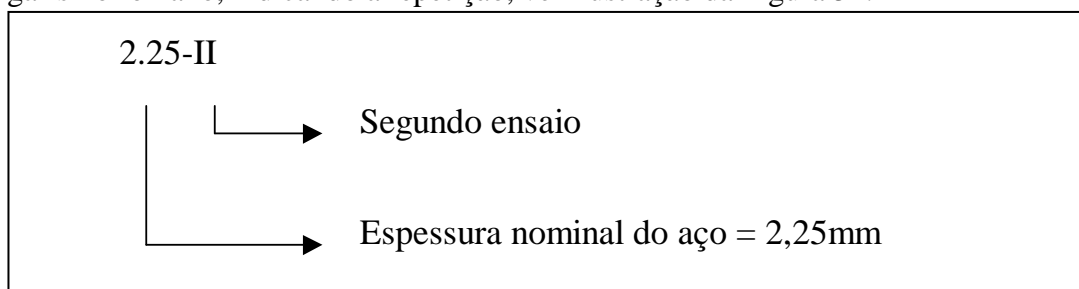 2.25-II
Segundo ensaio
Espessura nominal do aço = 2,25mm